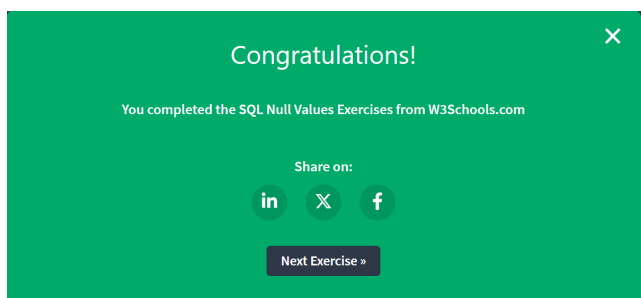 Congratulations!
You completed the SQL Null Values Exercises from W3Schools.com
Share on:
in X f
Next Exercise »